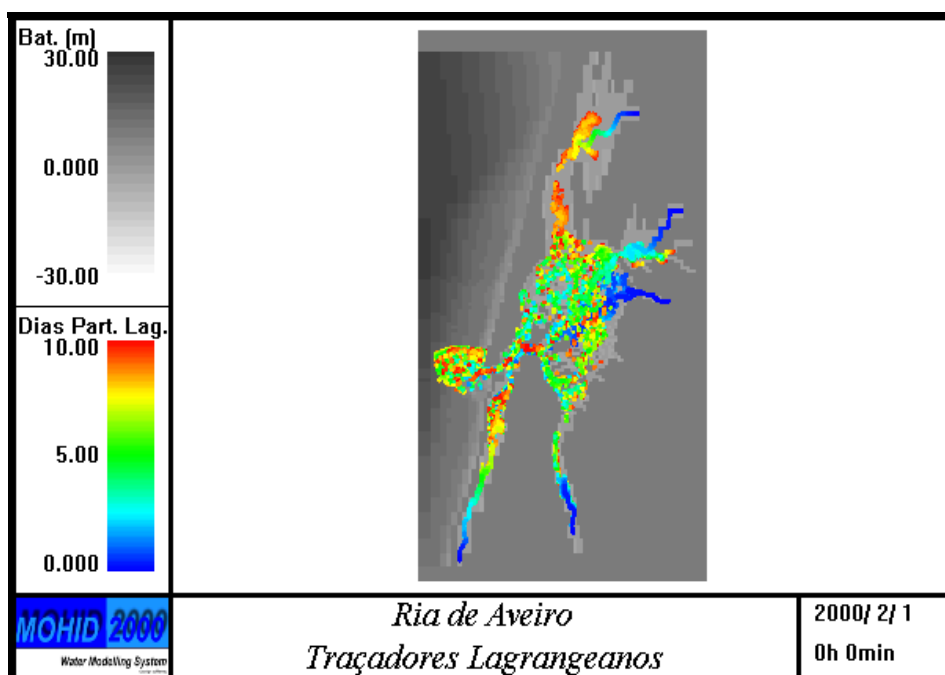 Bat. (m)
30.00
0.000
-30.00
Dias Part. Lag.
10.00
5.00
0.000
MOHID 2000
Water Modelling System
Ria de Aveiro
Traçadores Lagrangeanos
2000/ 2/ 1
0h 0min